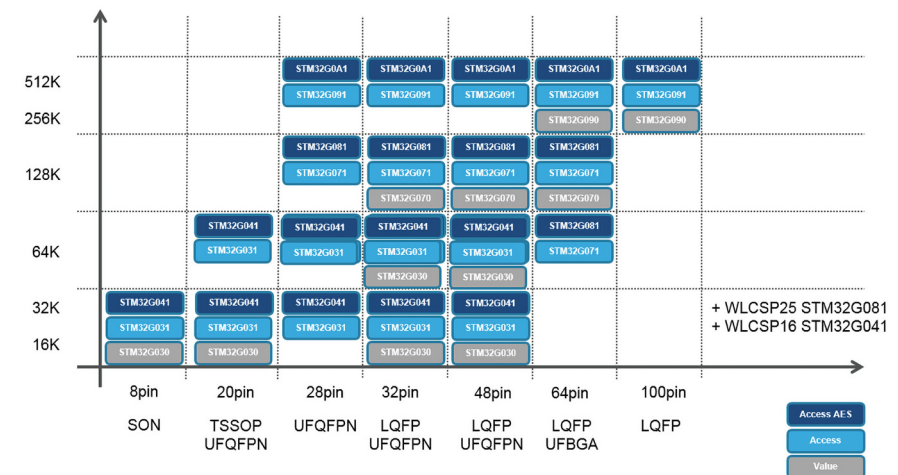 512K
256K
STM32G0A1 STM32G0A1 STM32G0A1 STM32G0A1 STM32G0A1
STM32G091 STM32G091 STM32G091 STM32G091 STM32G091
STM32G090 STM32G090
128K
STM32G081 STM32G081 STM32G081 STM32G081
STM32G071 STM32G071 STM32G071 STM32G071
STM32G070 STM32G070 STM32G070
64K
STM32G041 STM32G041 STM32G041 STM32G041 STM32G081
STM32G031 STM32G031 STM32G031 STM32G031 STM32G071
STM32G030 STM32G030
32K
16K
STM32G041 STM32G041 STM32G041 STM32G041 STM32G041
STM32G031 STM32G031 STM32G031 STM32G031 STM32G031
STM32G030 STM32G030 STM32G030 STM32G030
+ WLCSP25 STM32G081
+ WLCSP16 STM32G041
8pin 20pin 28pin 32pin 48pin 64pin 100pin
SON TSSOP UFQFPN LQFP LQFP LQFP LQFP
UFQFPN UFQFPN UFQFPN UFBGA
Access AES
Access
Value